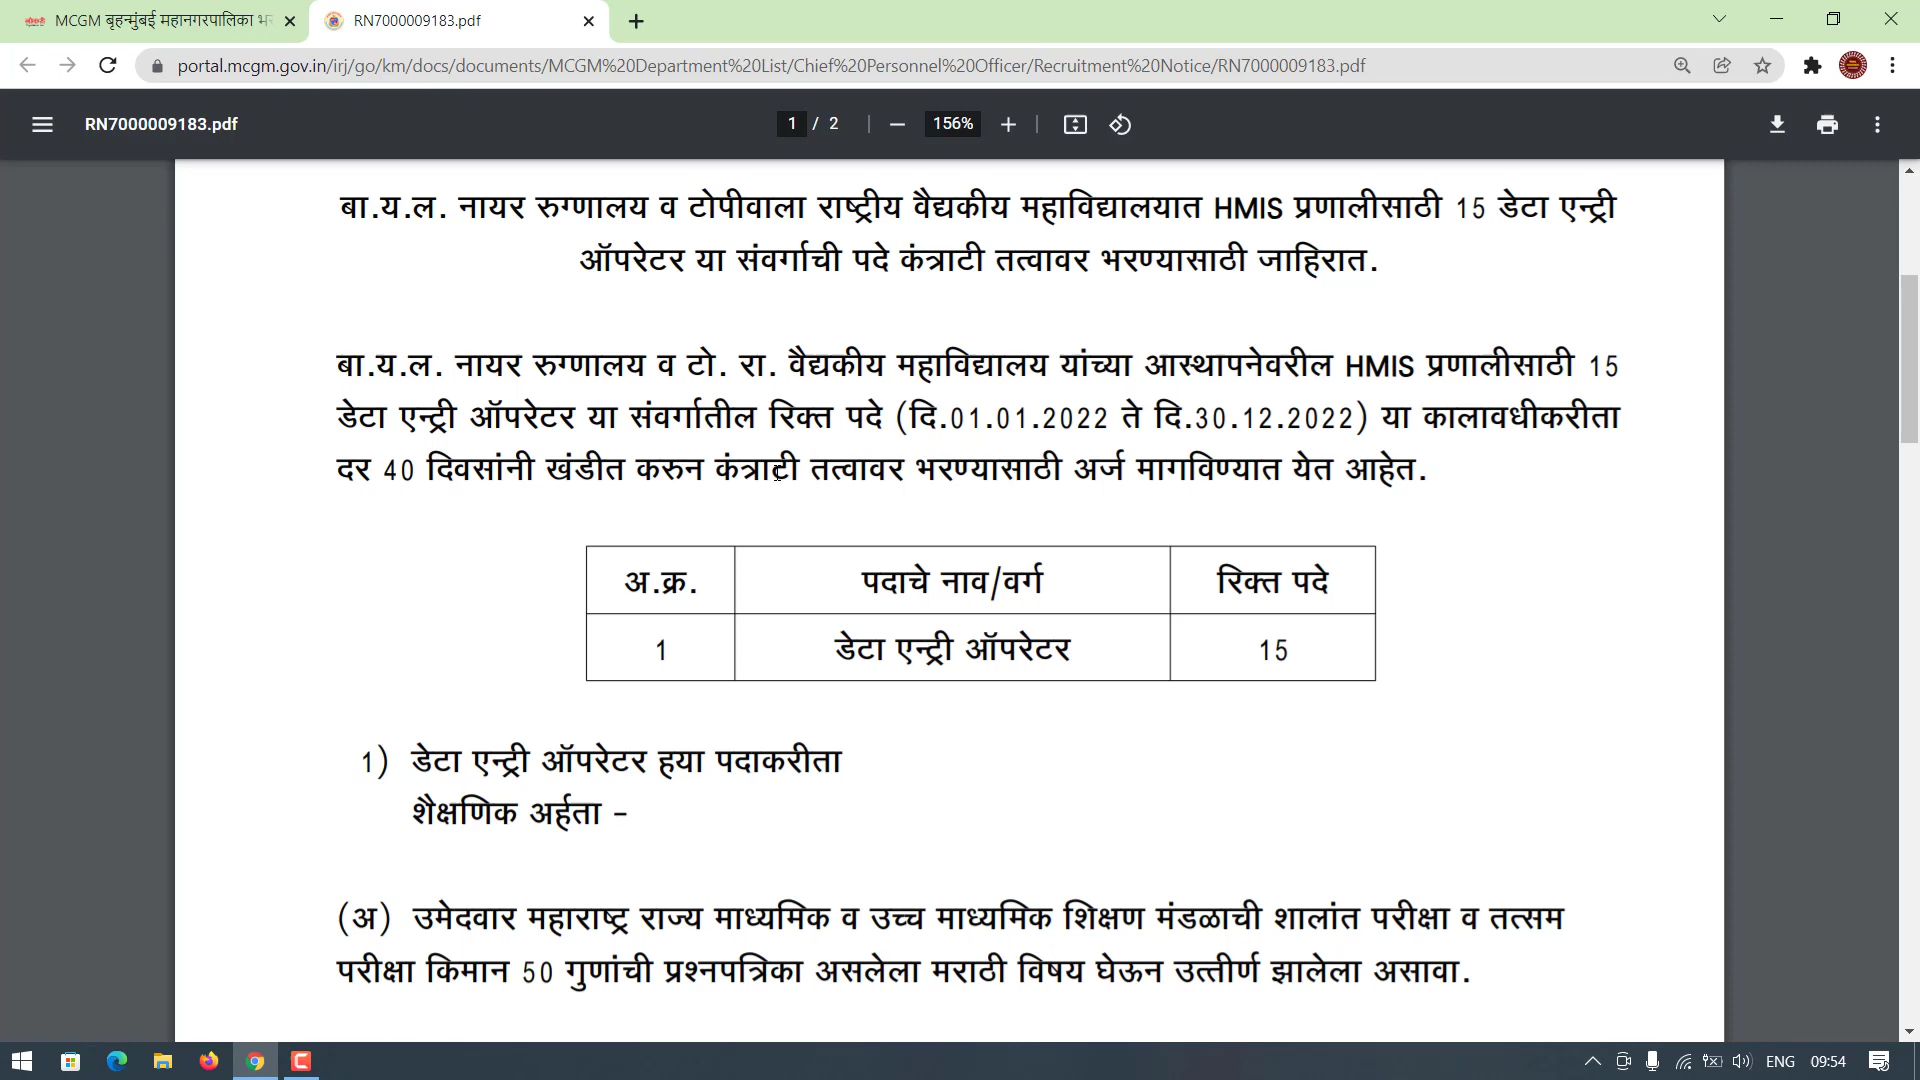 MCGM बृहन्मुंबई महानगरपालिका
RN7000009183.pdf
portal.mcgm.gov.in/irj/go/km/docs/documents/MCGM%20Department%20List/Chief%20Personnel%20Officer/Recruitment%20Notice/RN7000009183.pdf
RN7000009183.pdf
1 / 2
156%
बा.य.ल. नायर रुग्णालय व टोपीवाला राष्ट्रीय वैद्यकीय महाविद्यालयात HMIS प्रणालीसाठी 15 डेटा एन्ट्री
ऑपरेटर या संवर्गाची पदे कंत्राटी तत्वावर भरण्यासाठी जाहिरात.
बा.य.ल. नायर रुग्णालय व टो. रा. वैद्यकीय महाविद्यालय यांच्या आस्थापनेवरील HMIS प्रणालीसाठी 15
डेटा एन्ट्री ऑपरेटर या संवर्गातील रिक्त पदे (दि.01.01.2022 ते दि.30.12.2022) या कालावधीकरीता
दर 40 दिवसांनी खंडीत करुन कंत्राटी तत्वावर भरण्यासाठी अर्ज मागविण्यात येत आहेत.
अ.क्र. पदाचे नाव/वर्ग रिक्त पदे
1 डेटा एन्ट्री ऑपरेटर 15
1) डेटा एन्ट्री ऑपरेटर हया पदाकरीता
शैक्षणिक अर्हता -
(अ) उमेदवार महाराष्ट्र राज्य माध्यमिक व उच्च माध्यमिक शिक्षण मंडळाची शालांत परीक्षा व तत्सम
परीक्षा किमान 50 गुणांची प्रश्नपत्रिका असलेला मराठी विषय घेऊन उत्तीर्ण झालेला असावा.
ENG 09:54